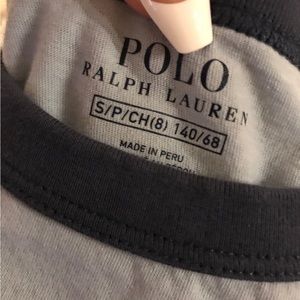 POLO
RALPH LAUREN
S/P/CH(8) 140/68
MADE IN PERU